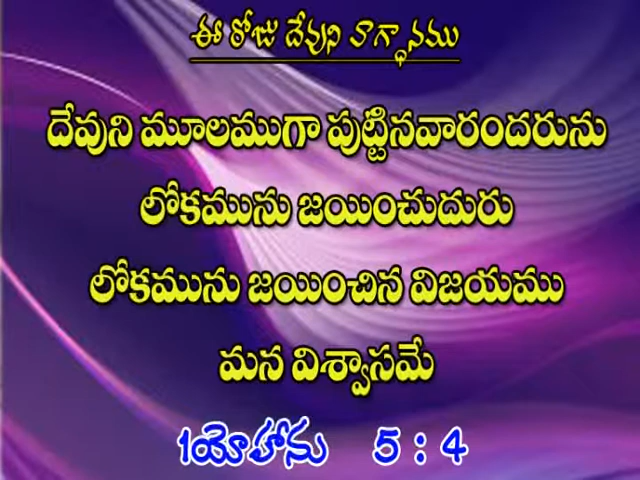 ఈ రోజు దేవుని వాగ్ధానము
దేవుని మూలముగా పుట్టినవారందరును
లోకమును జయించుదురు
లోకమును జయించిన విజయము
మన విశ్వాసమే
1యోహాను 5 : 4